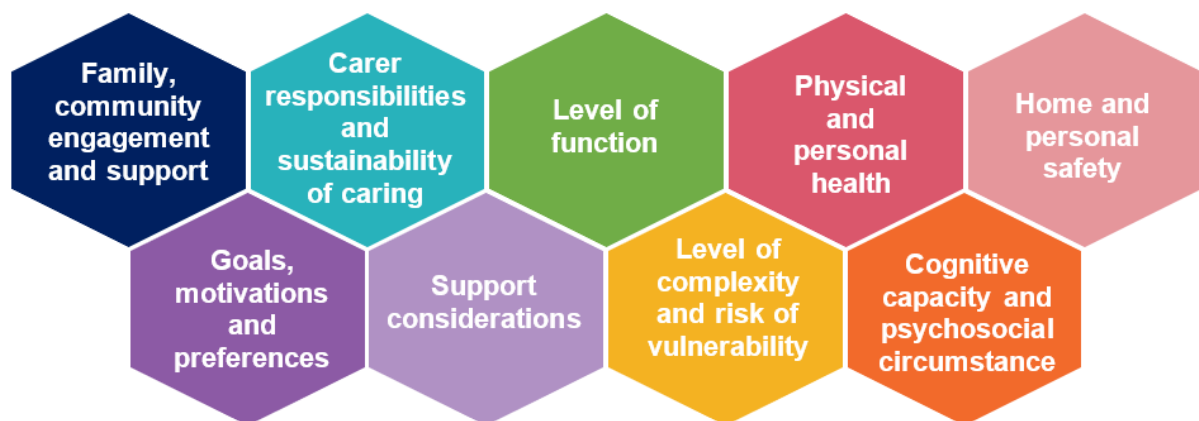 Family,
community
engagement
and support
Carer
responsibilities
and
sustainability
of caring
Level of
function
Physical
and
personal
health
Home and
personal
safety
Goals,
motivations
and
preferences
Support
considerations
Level of
complexity
and risk of
vulnerability
Cognitive
capacity and
psychosocial
circumstance